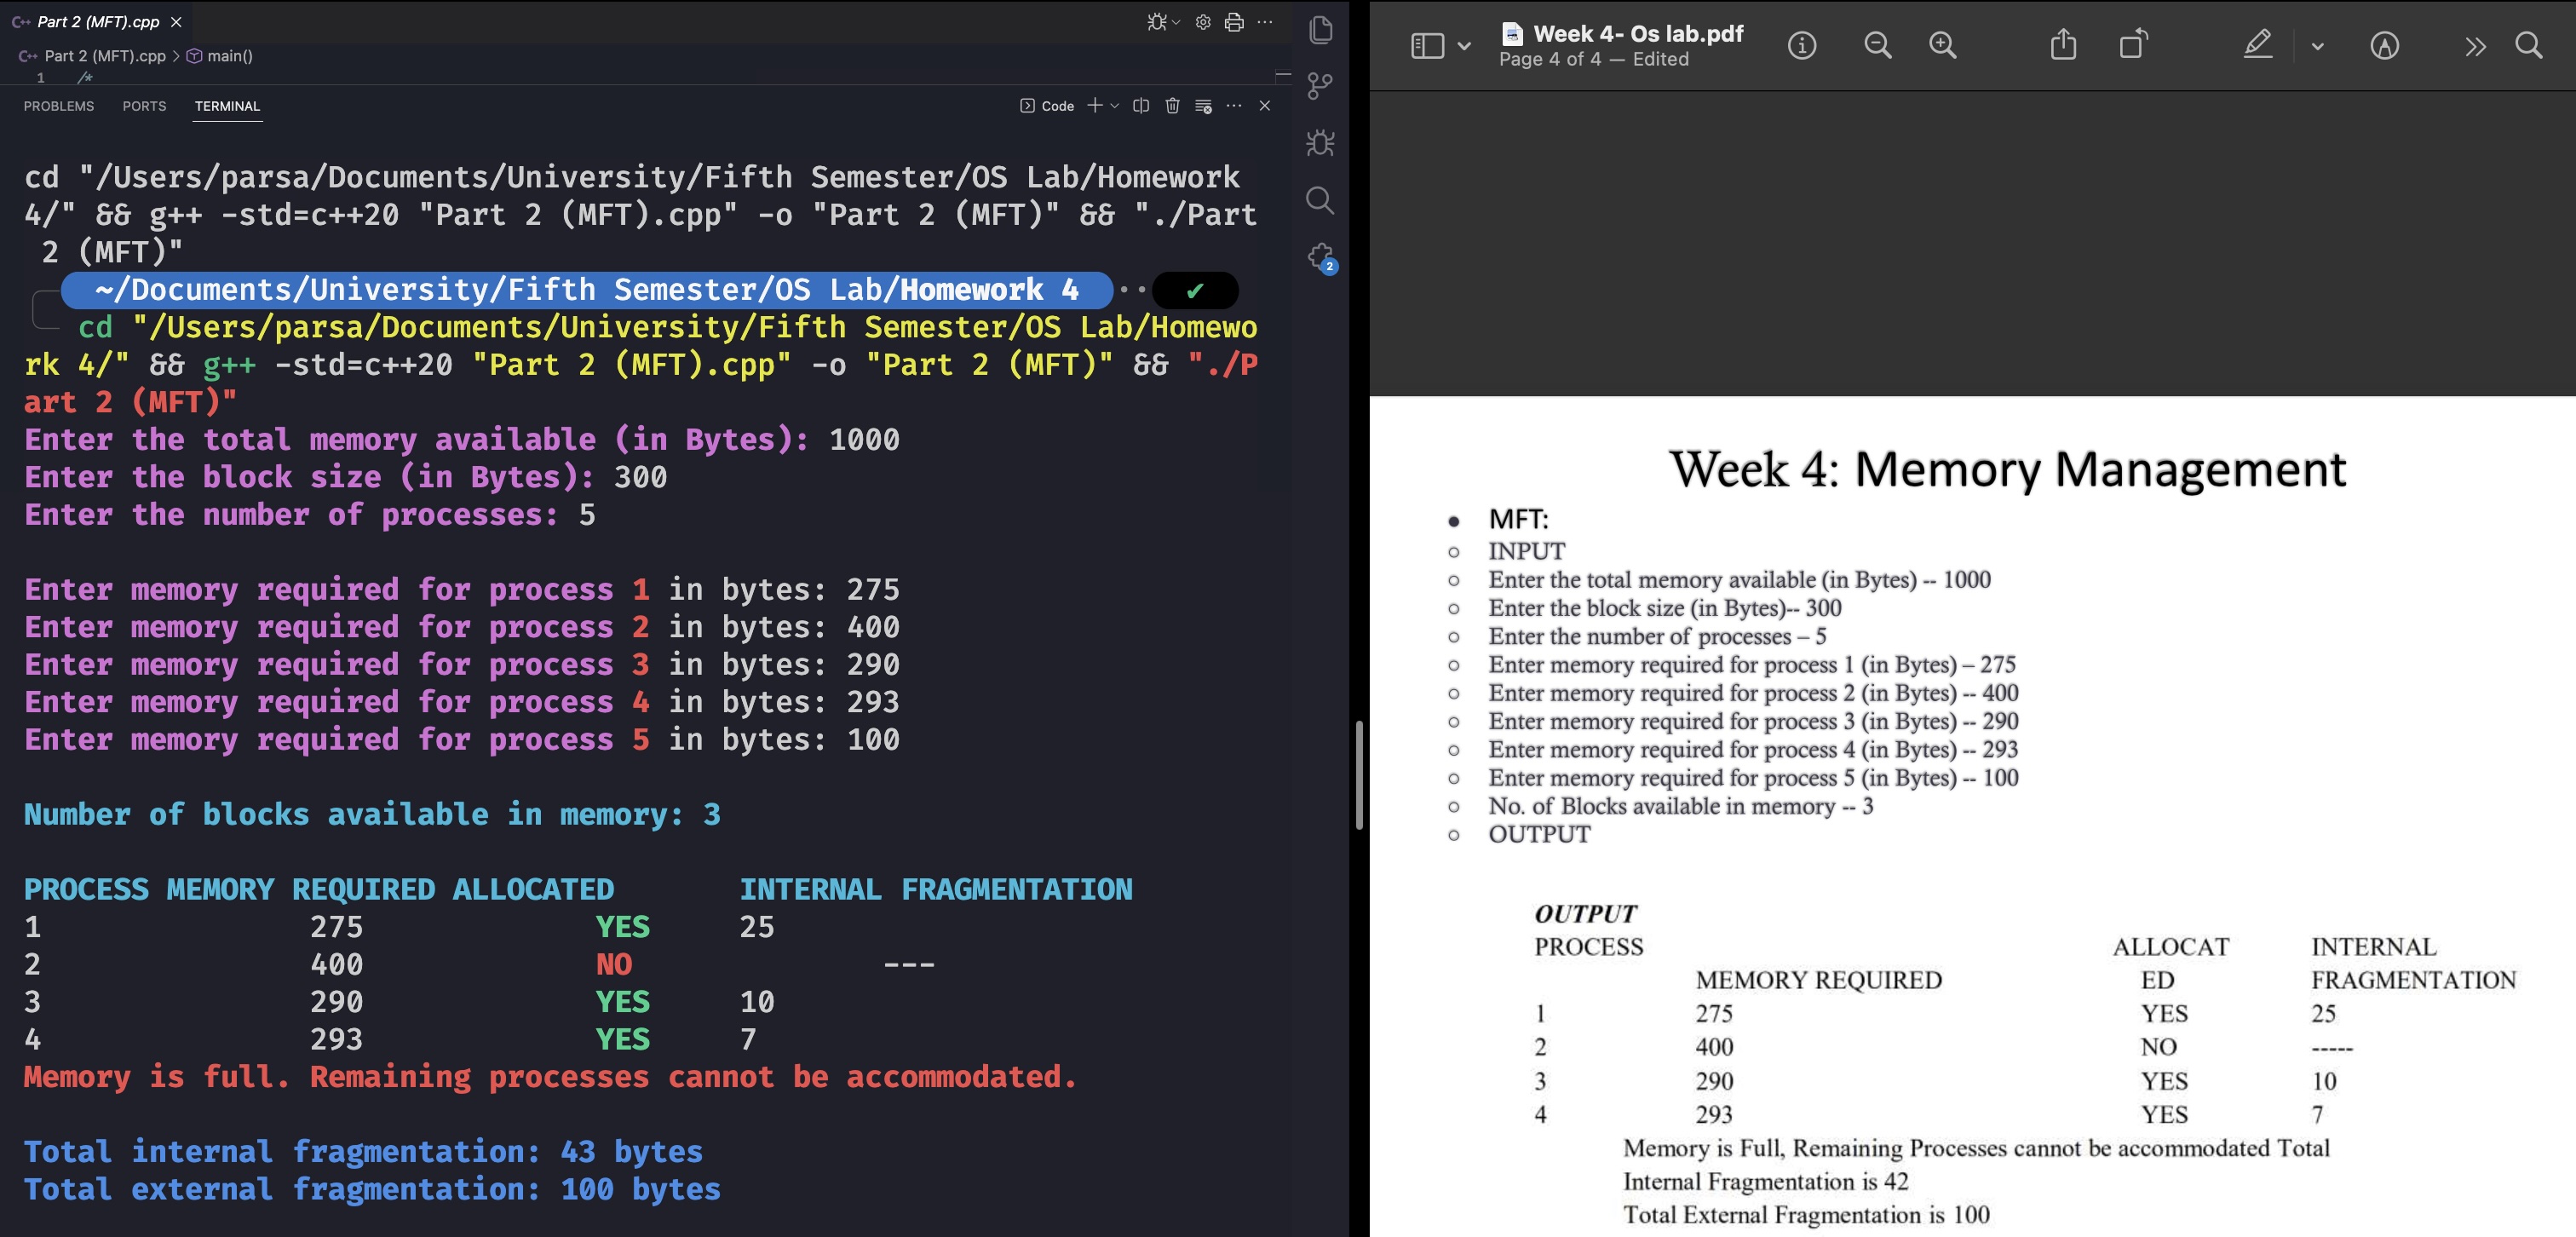 Part 2 (MFT).cpp
Part 2 (MFT).cpp > main()
1 /*
PROBLEMS PORTS TERMINAL
Code
cd "/Users/parsa/Documents/University/Fifth Semester/OS Lab/Homework
4/" && g++ -std=c++20 "Part 2 (MFT).cpp" -o "Part 2 (MFT)" && "./Part
2 (MFT)"
~/Documents/University/Fifth Semester/OS Lab/Homework 4 ·· ✔
cd "/Users/parsa/Documents/University/Fifth Semester/OS Lab/Homewo
rk 4/" && g++ -std=c++20 "Part 2 (MFT).cpp" -o "Part 2 (MFT)" && "./P
art 2 (MFT)"
Enter the total memory available (in Bytes): 1000
Enter the block size (in Bytes): 300
Enter the number of processes: 5
Enter memory required for process 1 in bytes: 275
Enter memory required for process 2 in bytes: 400
Enter memory required for process 3 in bytes: 290
Enter memory required for process 4 in bytes: 293
Enter memory required for process 5 in bytes: 100
Number of blocks available in memory: 3
PROCESS MEMORY REQUIRED ALLOCATED INTERNAL FRAGMENTATION
1 275 YES 25
2 400 NO ---
3 290 YES 10
4 293 YES 7
Memory is full. Remaining processes cannot be accommodated.
Total internal fragmentation: 43 bytes
Total external fragmentation: 100 bytes
2
Week 4- Os lab.pdf
Page 4 of 4 — Edited
Week 4: Memory Management
● MFT:
○ INPUT
○ Enter the total memory available (in Bytes) -- 1000
○ Enter the block size (in Bytes)-- 300
○ Enter the number of processes – 5
○ Enter memory required for process 1 (in Bytes) – 275
○ Enter memory required for process 2 (in Bytes) -- 400
○ Enter memory required for process 3 (in Bytes) -- 290
○ Enter memory required for process 4 (in Bytes) -- 293
○ Enter memory required for process 5 (in Bytes) -- 100
○ No. of Blocks available in memory -- 3
○ OUTPUT
OUTPUT
PROCESS ALLOCAT INTERNAL
MEMORY REQUIRED ED FRAGMENTATION
1 275 YES 25
2 400 NO -----
3 290 YES 10
4 293 YES 7
Memory is Full, Remaining Processes cannot be accommodated Total
Internal Fragmentation is 42
Total External Fragmentation is 100